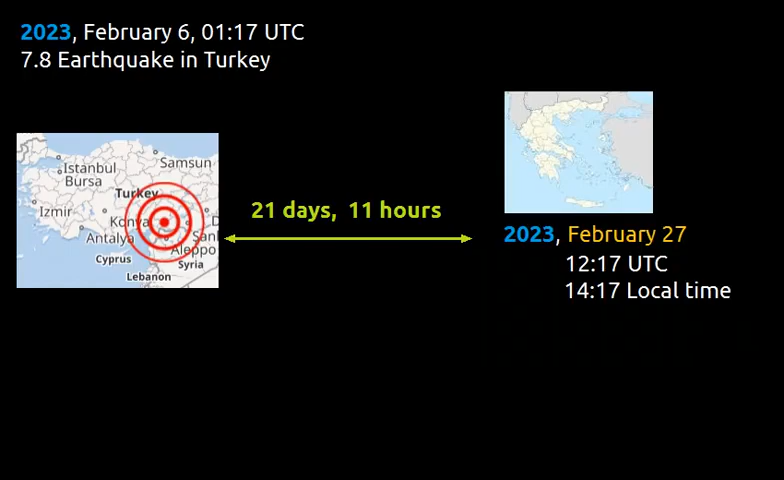 2023, February 6, 01:17 UTC
7.8 Earthquake in Turkey
Samsun
Istanbul
Bursa
Turkey
Izmir
Konya
Antalya
Aleppo
Cyprus
Syria
Lebanon
21 days, 11 hours
2023, February 27
12:17 UTC
14:17 Local time